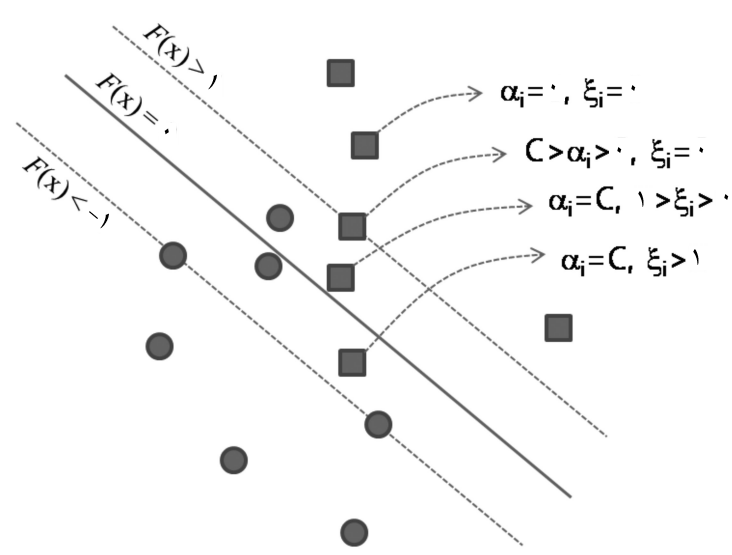 F(x) > ۱
F(x) = ۰
F(x) < -۱
αi=۰, ξi=۰
C>αi>۰, ξi=۰
αi=C, ۱>ξi>۰
αi=C, ξi>۱